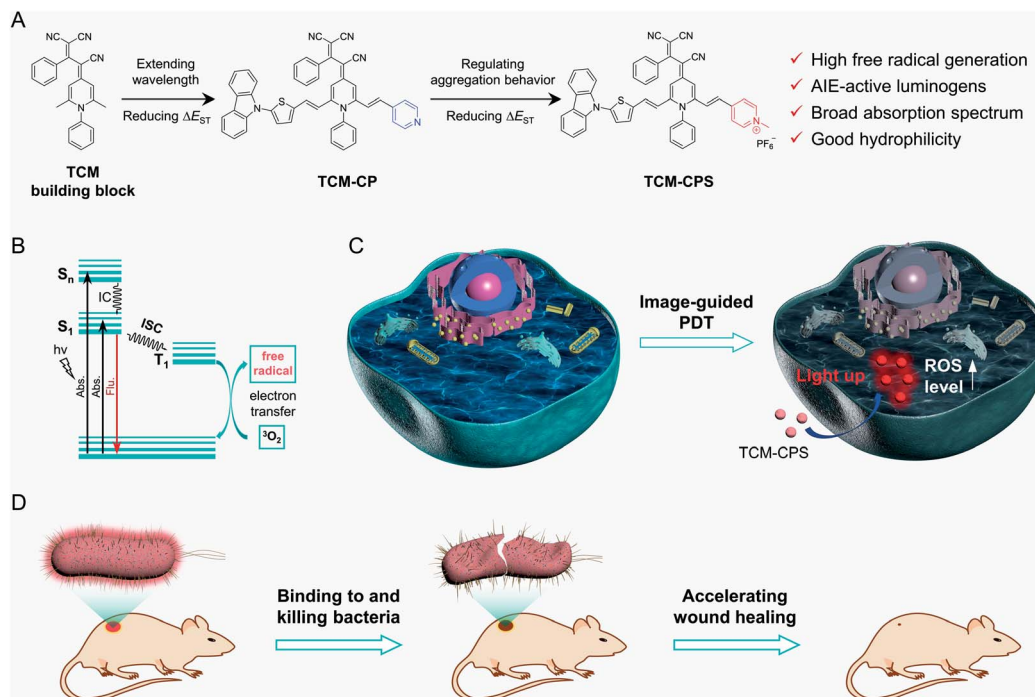 A
NC CN
CN
N
TCM
building block
Extending
wavelength
Reducing ΔE_ST
NC CN
CN
N
S
N
N
TCM-CP
Regulating
aggregation behavior
Reducing ΔE_ST
NC CN
CN
N
S
N
N
⊕
PF₆⁻
TCM-CPS
✓ High free radical generation
✓ AIE-active luminogens
✓ Broad absorption spectrum
✓ Good hydrophilicity
B
Sn
IC
S1
ISC
T1
hν
Abs.
Abs.
Flu.
free
radical
electron
transfer
³O₂
C
Image-guided
PDT
Light up
ROS
level
TCM-CPS
D
Binding to and
killing bacteria
Accelerating
wound healing